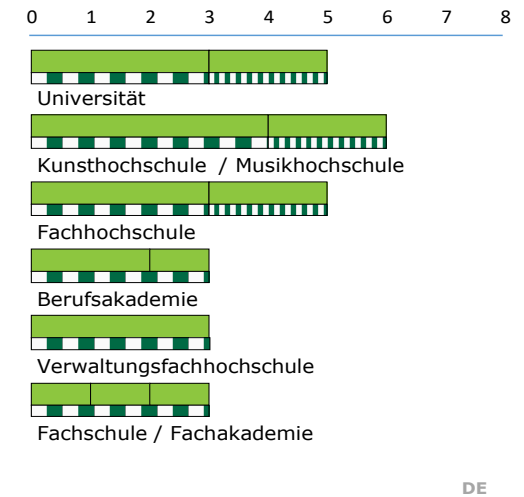 0 1 2 3 4 5 6 7 8
Universität
Kunsthochschule / Musikhochschule
Fachhochschule
Berufsakademie
Verwaltungsfachhochschule
Fachschule / Fachakademie
DE